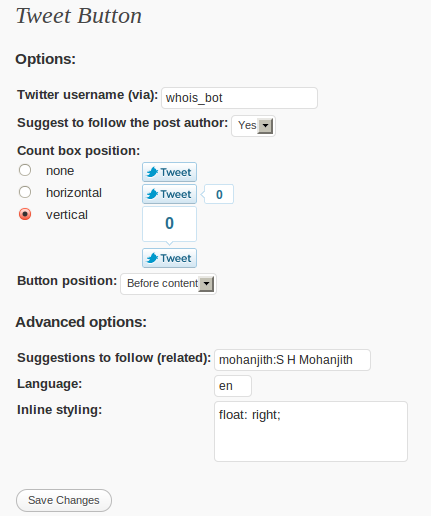 Tweet Button
Options:
Twitter username (via): whois_bot
Suggest to follow the post author: Yes
Count box position:
none Tweet
horizontal Tweet 0
vertical 0
Tweet
Button position: Before content
Advanced options:
Suggestions to follow (related): mohanjith:S H Mohanjith
Language: en
Inline styling: float: right;
Save Changes